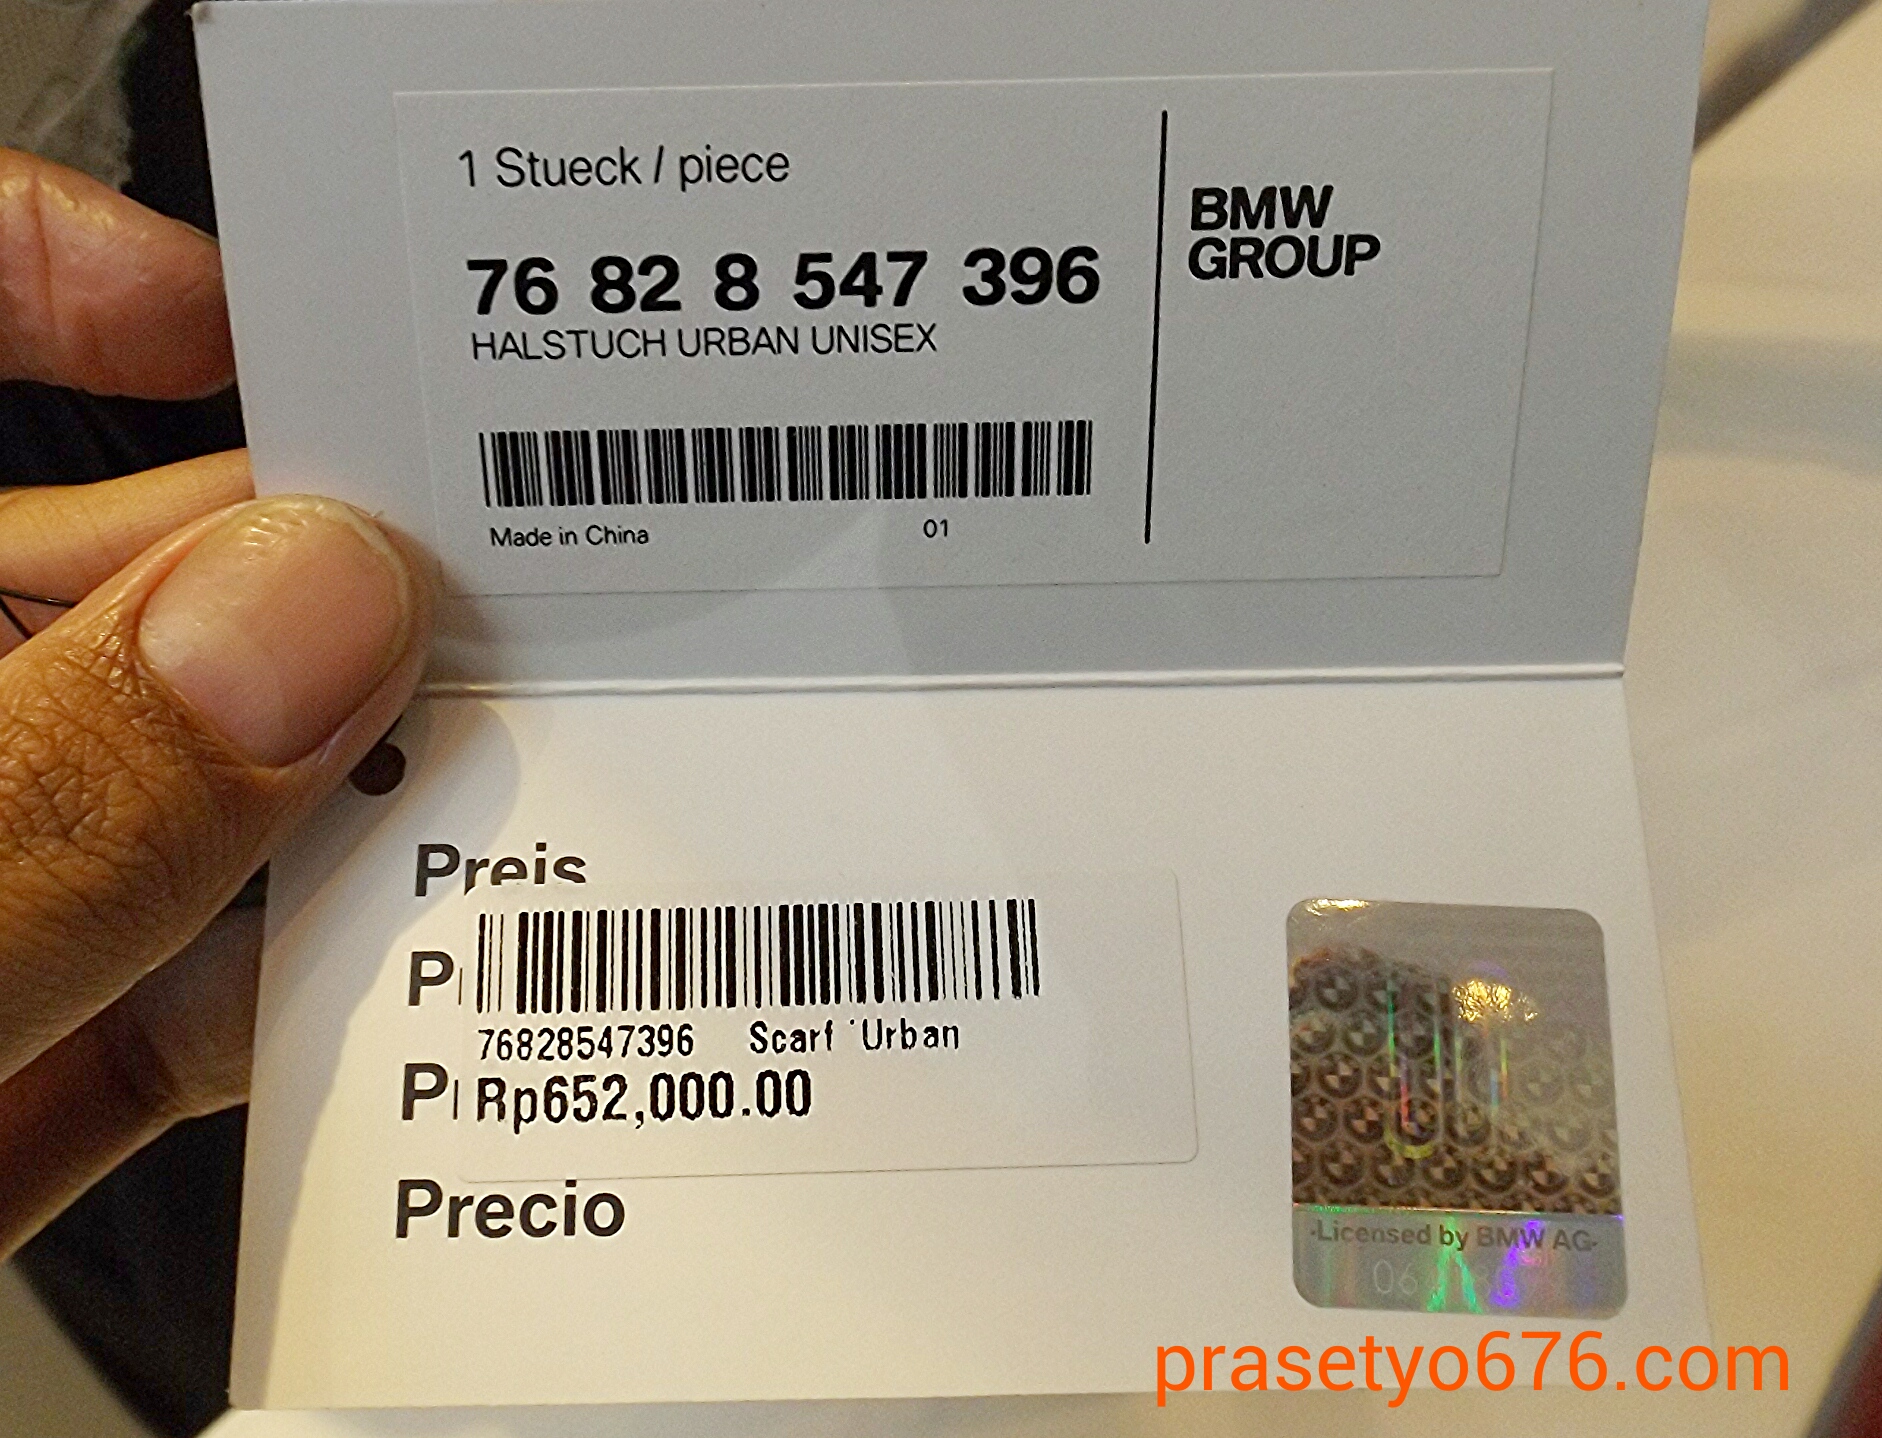 1 Stueck / piece
76 82 8 547 396
HALSTUCH URBAN UNISEX
BMW
GROUP
Made in China 01
Preis
76828547396 Scarf 'Urban
Rp652,000.00
Precio
-Licensed by BMW AG-
prasetyo676.com